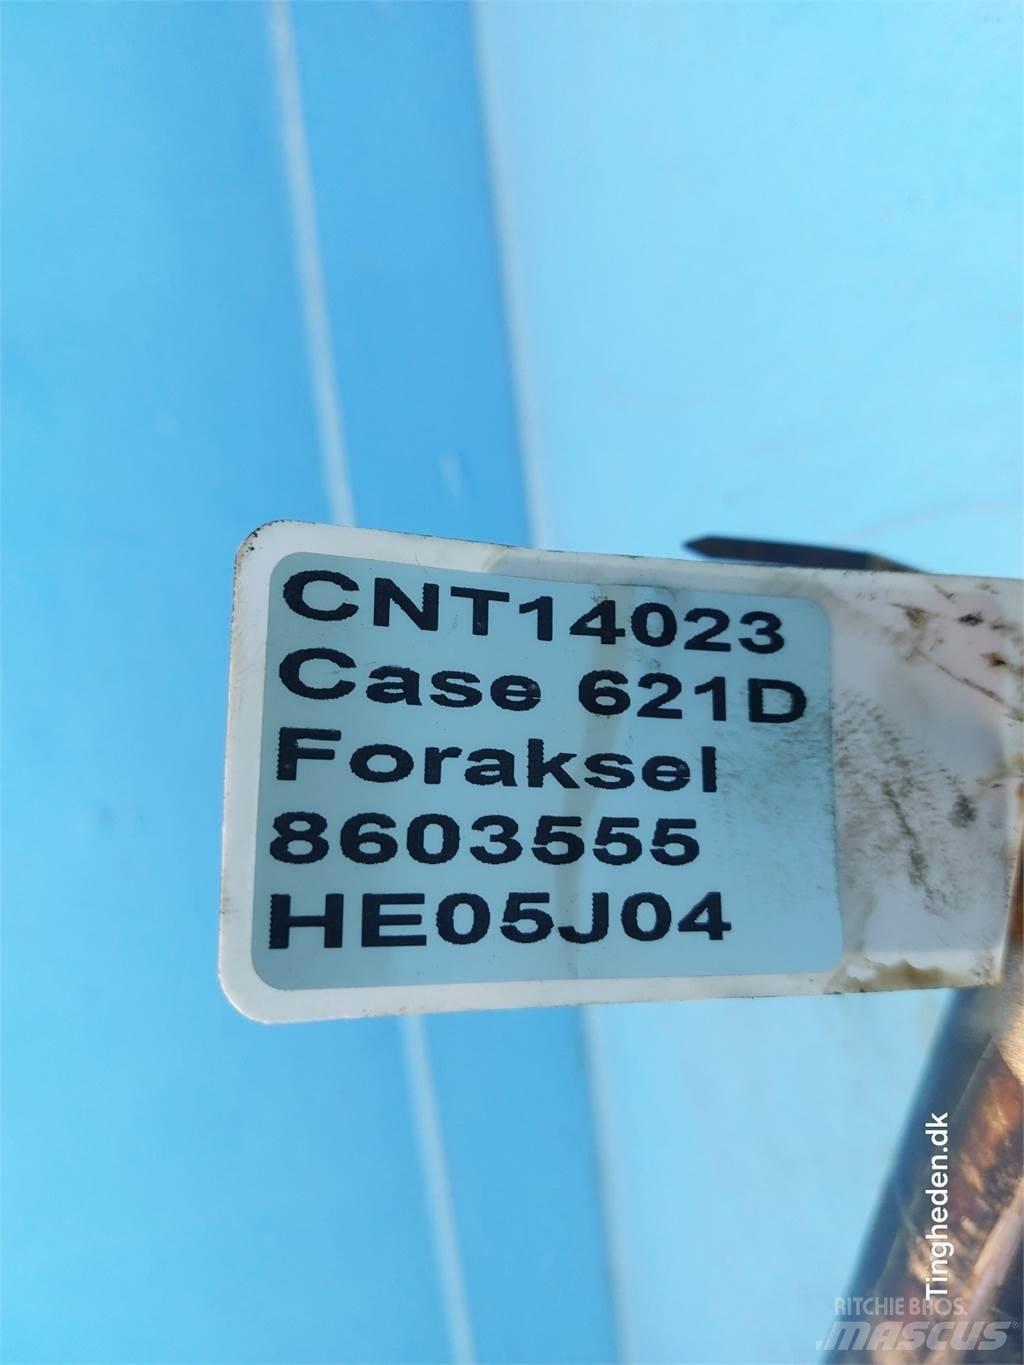 CNT14023
Case 621D
Foraksel
8603555
HE05J04
Tingheden.dk
RITCHIE BROS.
MASCUS